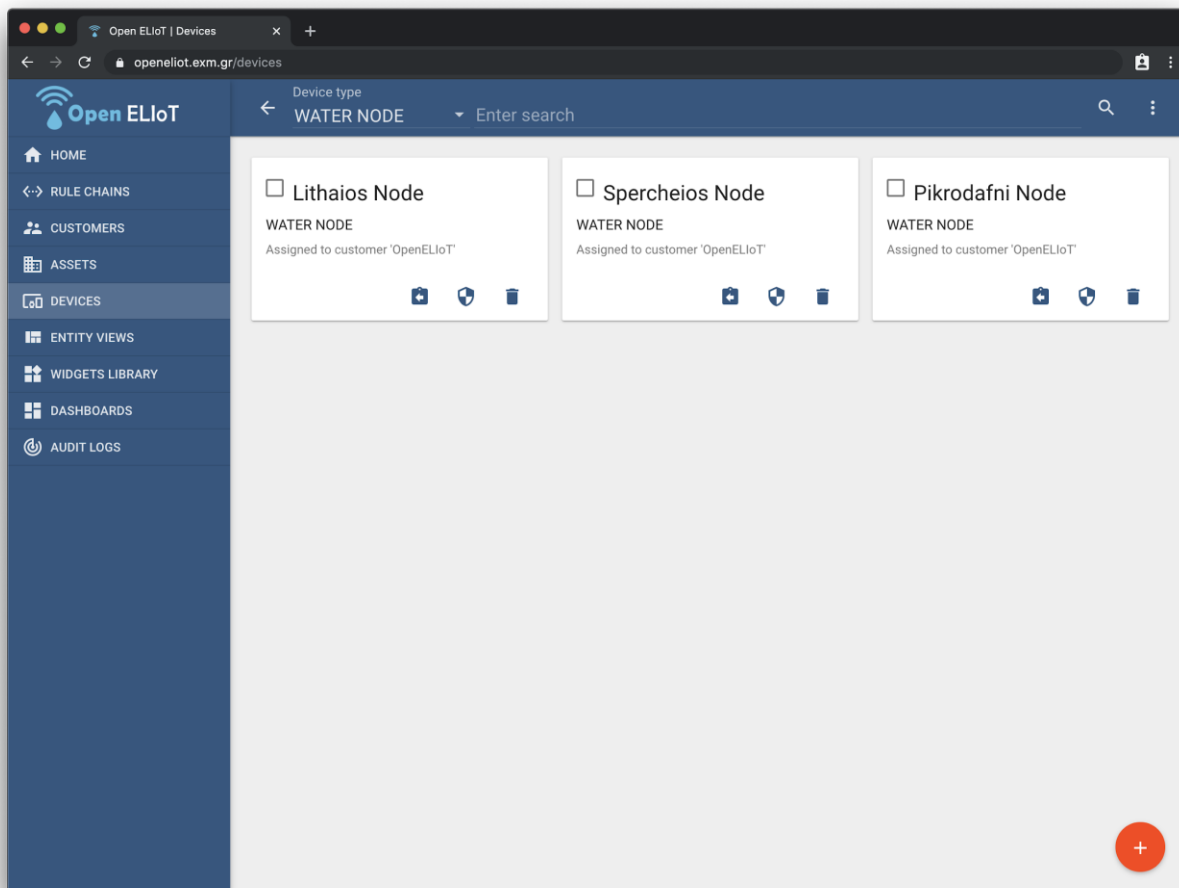 Open ELIoT | Devices
openeliot.exm.gr/devices
Open ELIoT
HOME
RULE CHAINS
CUSTOMERS
ASSETS
DEVICES
ENTITY VIEWS
WIDGETS LIBRARY
DASHBOARDS
AUDIT LOGS
Device type
WATER NODE
Enter search
Lithaios Node
WATER NODE
Assigned to customer 'OpenELIoT'
Spercheios Node
WATER NODE
Assigned to customer 'OpenELIoT'
Pikrodafni Node
WATER NODE
Assigned to customer 'OpenELIoT'